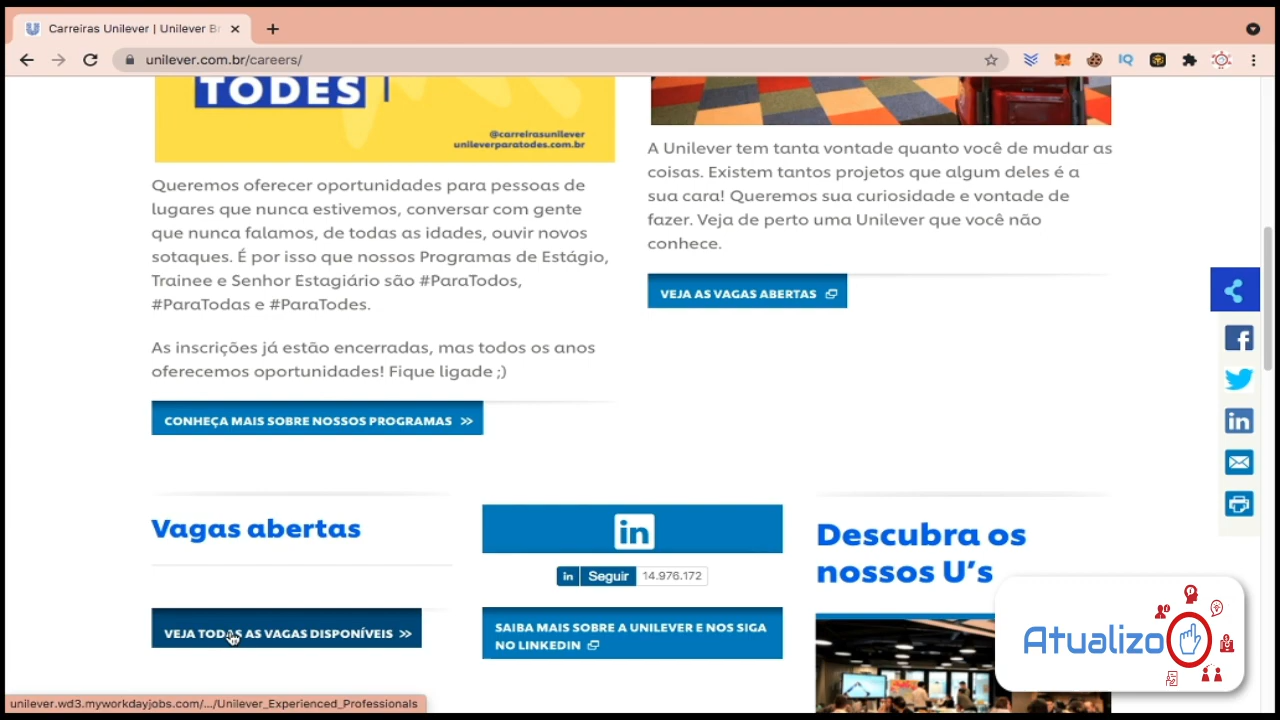 Carreiras Unilever | Unilever Br
unilever.com.br/careers/
IQ
TODES
@carreirasunilever
unileverparatodes.com.br
Queremos oferecer oportunidades para pessoas de
lugares que nunca estivemos, conversar com gente
que nunca falamos, de todas as idades, ouvir novos
sotaques. É por isso que nossos Programas de Estágio,
Trainee e Senhor Estagiário são #ParaTodos,
#ParaTodas e #ParaTodes.
As inscrições já estão encerradas, mas todos os anos
oferecemos oportunidades! Fique ligade ;)
CONHEÇA MAIS SOBRE NOSSOS PROGRAMAS >>
A Unilever tem tanta vontade quanto você de mudar as
coisas. Existem tantos projetos que algum deles é a
sua cara! Queremos sua curiosidade e vontade de
fazer. Veja de perto uma Unilever que você não
conhece.
VEJA AS VAGAS ABERTAS
Vagas abertas
VEJA TODAS AS VAGAS DISPONÍVEIS >>
in
in Seguir 14.976.172
SAIBA MAIS SOBRE A UNILEVER E NOS SIGA
NO LINKEDIN
Descubra os
nossos U's
in
Atualizo
unilever.wd3.myworkdayjobs.com/.../Unilever_Experienced_Professionals